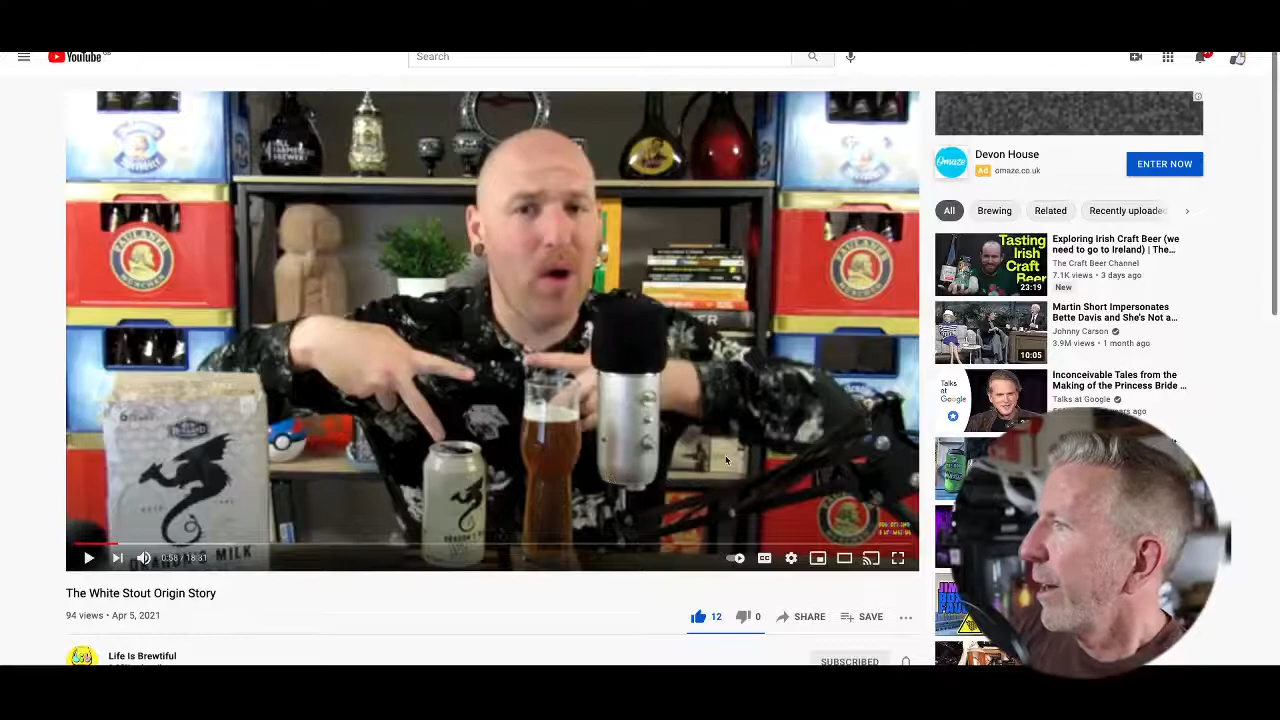 YouTube
Search
PAULANER
MÜNCHEN
PAULANER
MÜNCHEN
DRAGON'S MILK
0:58 / 18:31
The White Stout Origin Story
94 views • Apr 5, 2021
12
0
SHARE
SAVE
Life Is Brewtiful
SUBSCRIBED
Devon House
Ad omaze.co.uk
Omaze
ENTER NOW
All
Brewing
Related
Recently uploaded
Tasting
Irish
Craft
Beer
23:19
Exploring Irish Craft Beer (we
need to go to Ireland) | The...
The Craft Beer Channel
7.1K views • 3 days ago
New
10:05
Martin Short Impersonates
Bette Davis and She's Not a...
Johnny Carson
3.9M views • 1 month ago
Talks at
Google
Inconceivable Tales from the
Making of the Princess Bride ...
Talks at Google